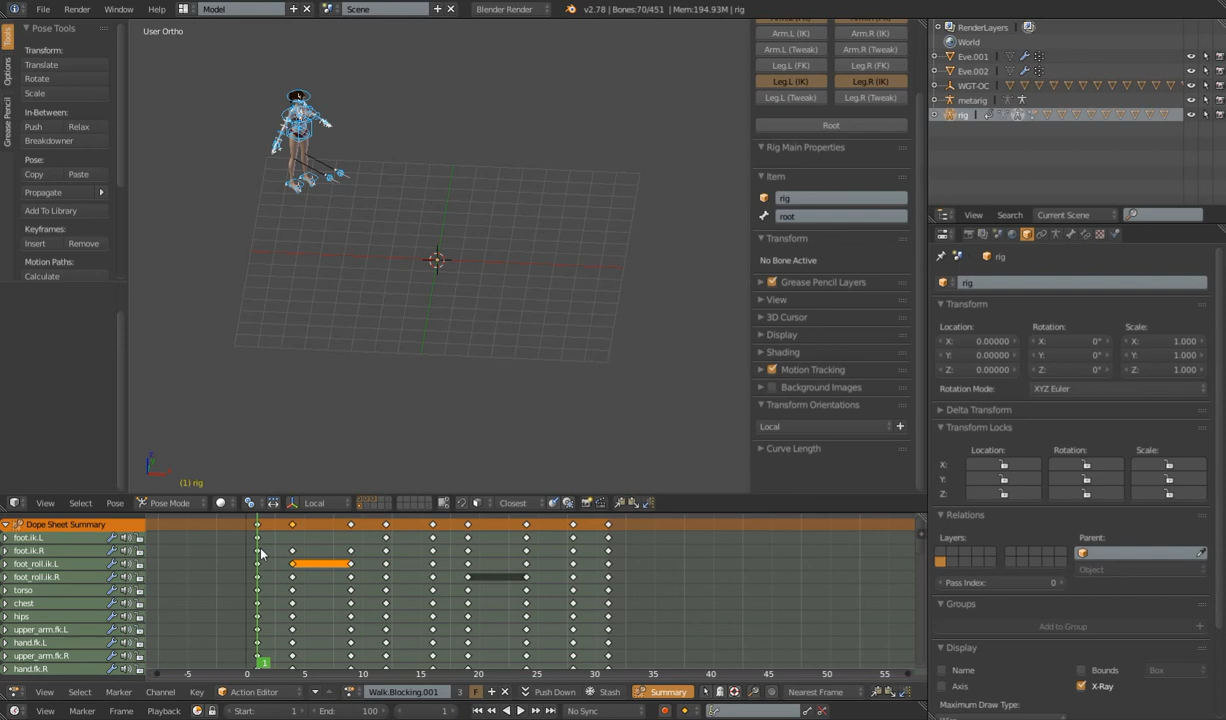 File
Render
Window
Help
Model
Scene
Blender Render
v2.78 | Bones:70/451 | Mem:194.93M | rig
Tools
Options
Grease Pencil
Pose Tools
Transform:
Translate
Rotate
Scale
In-Between:
Push
Relax
Breakdowner
Pose:
Copy
Paste
Propagate
Add To Library
Keyframes:
Insert
Remove
Motion Paths:
Calculate
User Ortho
(1) rig
Arm.L (IK)
Arm.R (IK)
Arm.L (Tweak)
Arm.R (Tweak)
Leg.L (FK)
Leg.R (FK)
Leg.L (IK)
Leg.R (IK)
Leg.L (Tweak)
Leg.R (Tweak)
Root
Rig Main Properties
Item
rig
root
Transform
No Bone Active
Grease Pencil Layers
View
3D Cursor
Display
Shading
Motion Tracking
Background Images
Transform Orientations
Local
Curve Length
RenderLayers
World
Eve.001
Eve.002
WGT-OC
metarig
rig
View
Search
Current Scene
rig
rig
Transform
Location:
Rotation:
Scale:
X: 0.00000
X: 0°
X: 1.000
Y: 0.00000
Y: 0°
Y: 1.000
Z: 0.00000
Z: 0°
Z: 1.000
Rotation Mode:
XYZ Euler
Delta Transform
Transform Locks
Location:
Rotation:
Scale:
X:
Y:
Z:
Relations
Layers:
Parent:
Object
Pass Index: 0
Groups
Add to Group
Display
Name
Bounds
Box
Axis
X-Ray
Maximum Draw Type:
View
Select
Pose
Pose Mode
Local
Closest
Dope Sheet Summary
foot.ik.L
foot.ik.R
foot_roll.ik.L
foot_roll.ik.R
torso
chest
hips
upper_arm.fk.L
hand.fk.L
upper_arm.fk.R
hand.fk.R
1
-5 0 5 10 15 20 25 30 35 40 45 50 55
View
Select
Marker
Channel
Key
Action Editor
Walk.Blocking.001
3
F
Push Down
Stash
Summary
Nearest Frame
View
Marker
Frame
Playback
Start: 1
End: 100
1
No Sync